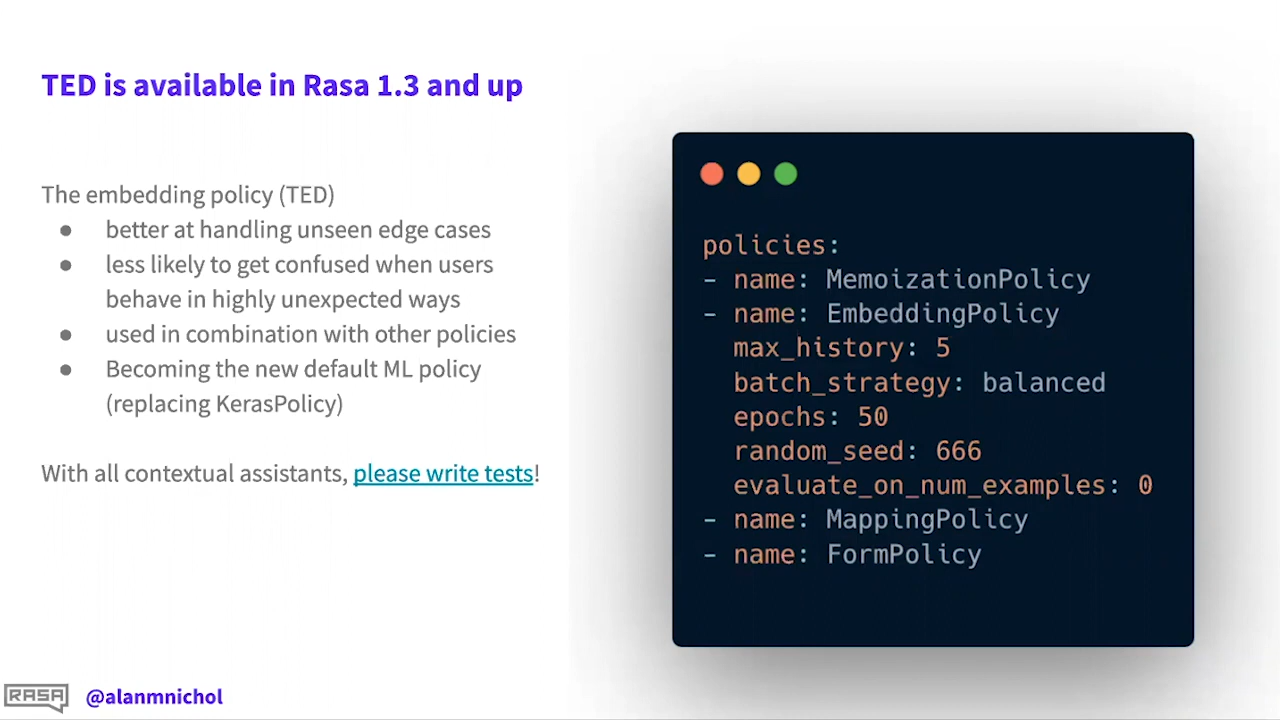 TED is available in Rasa 1.3 and up
The embedding policy (TED)
● better at handling unseen edge cases
● less likely to get confused when users
behave in highly unexpected ways
● used in combination with other policies
● Becoming the new default ML policy
(replacing KerasPolicy)
With all contextual assistants, please write tests!
policies:
- name: MemoizationPolicy
- name: EmbeddingPolicy
  max_history: 5
  batch_strategy: balanced
  epochs: 50
  random_seed: 666
  evaluate_on_num_examples: 0
- name: MappingPolicy
- name: FormPolicy
RASA @alanmnichol